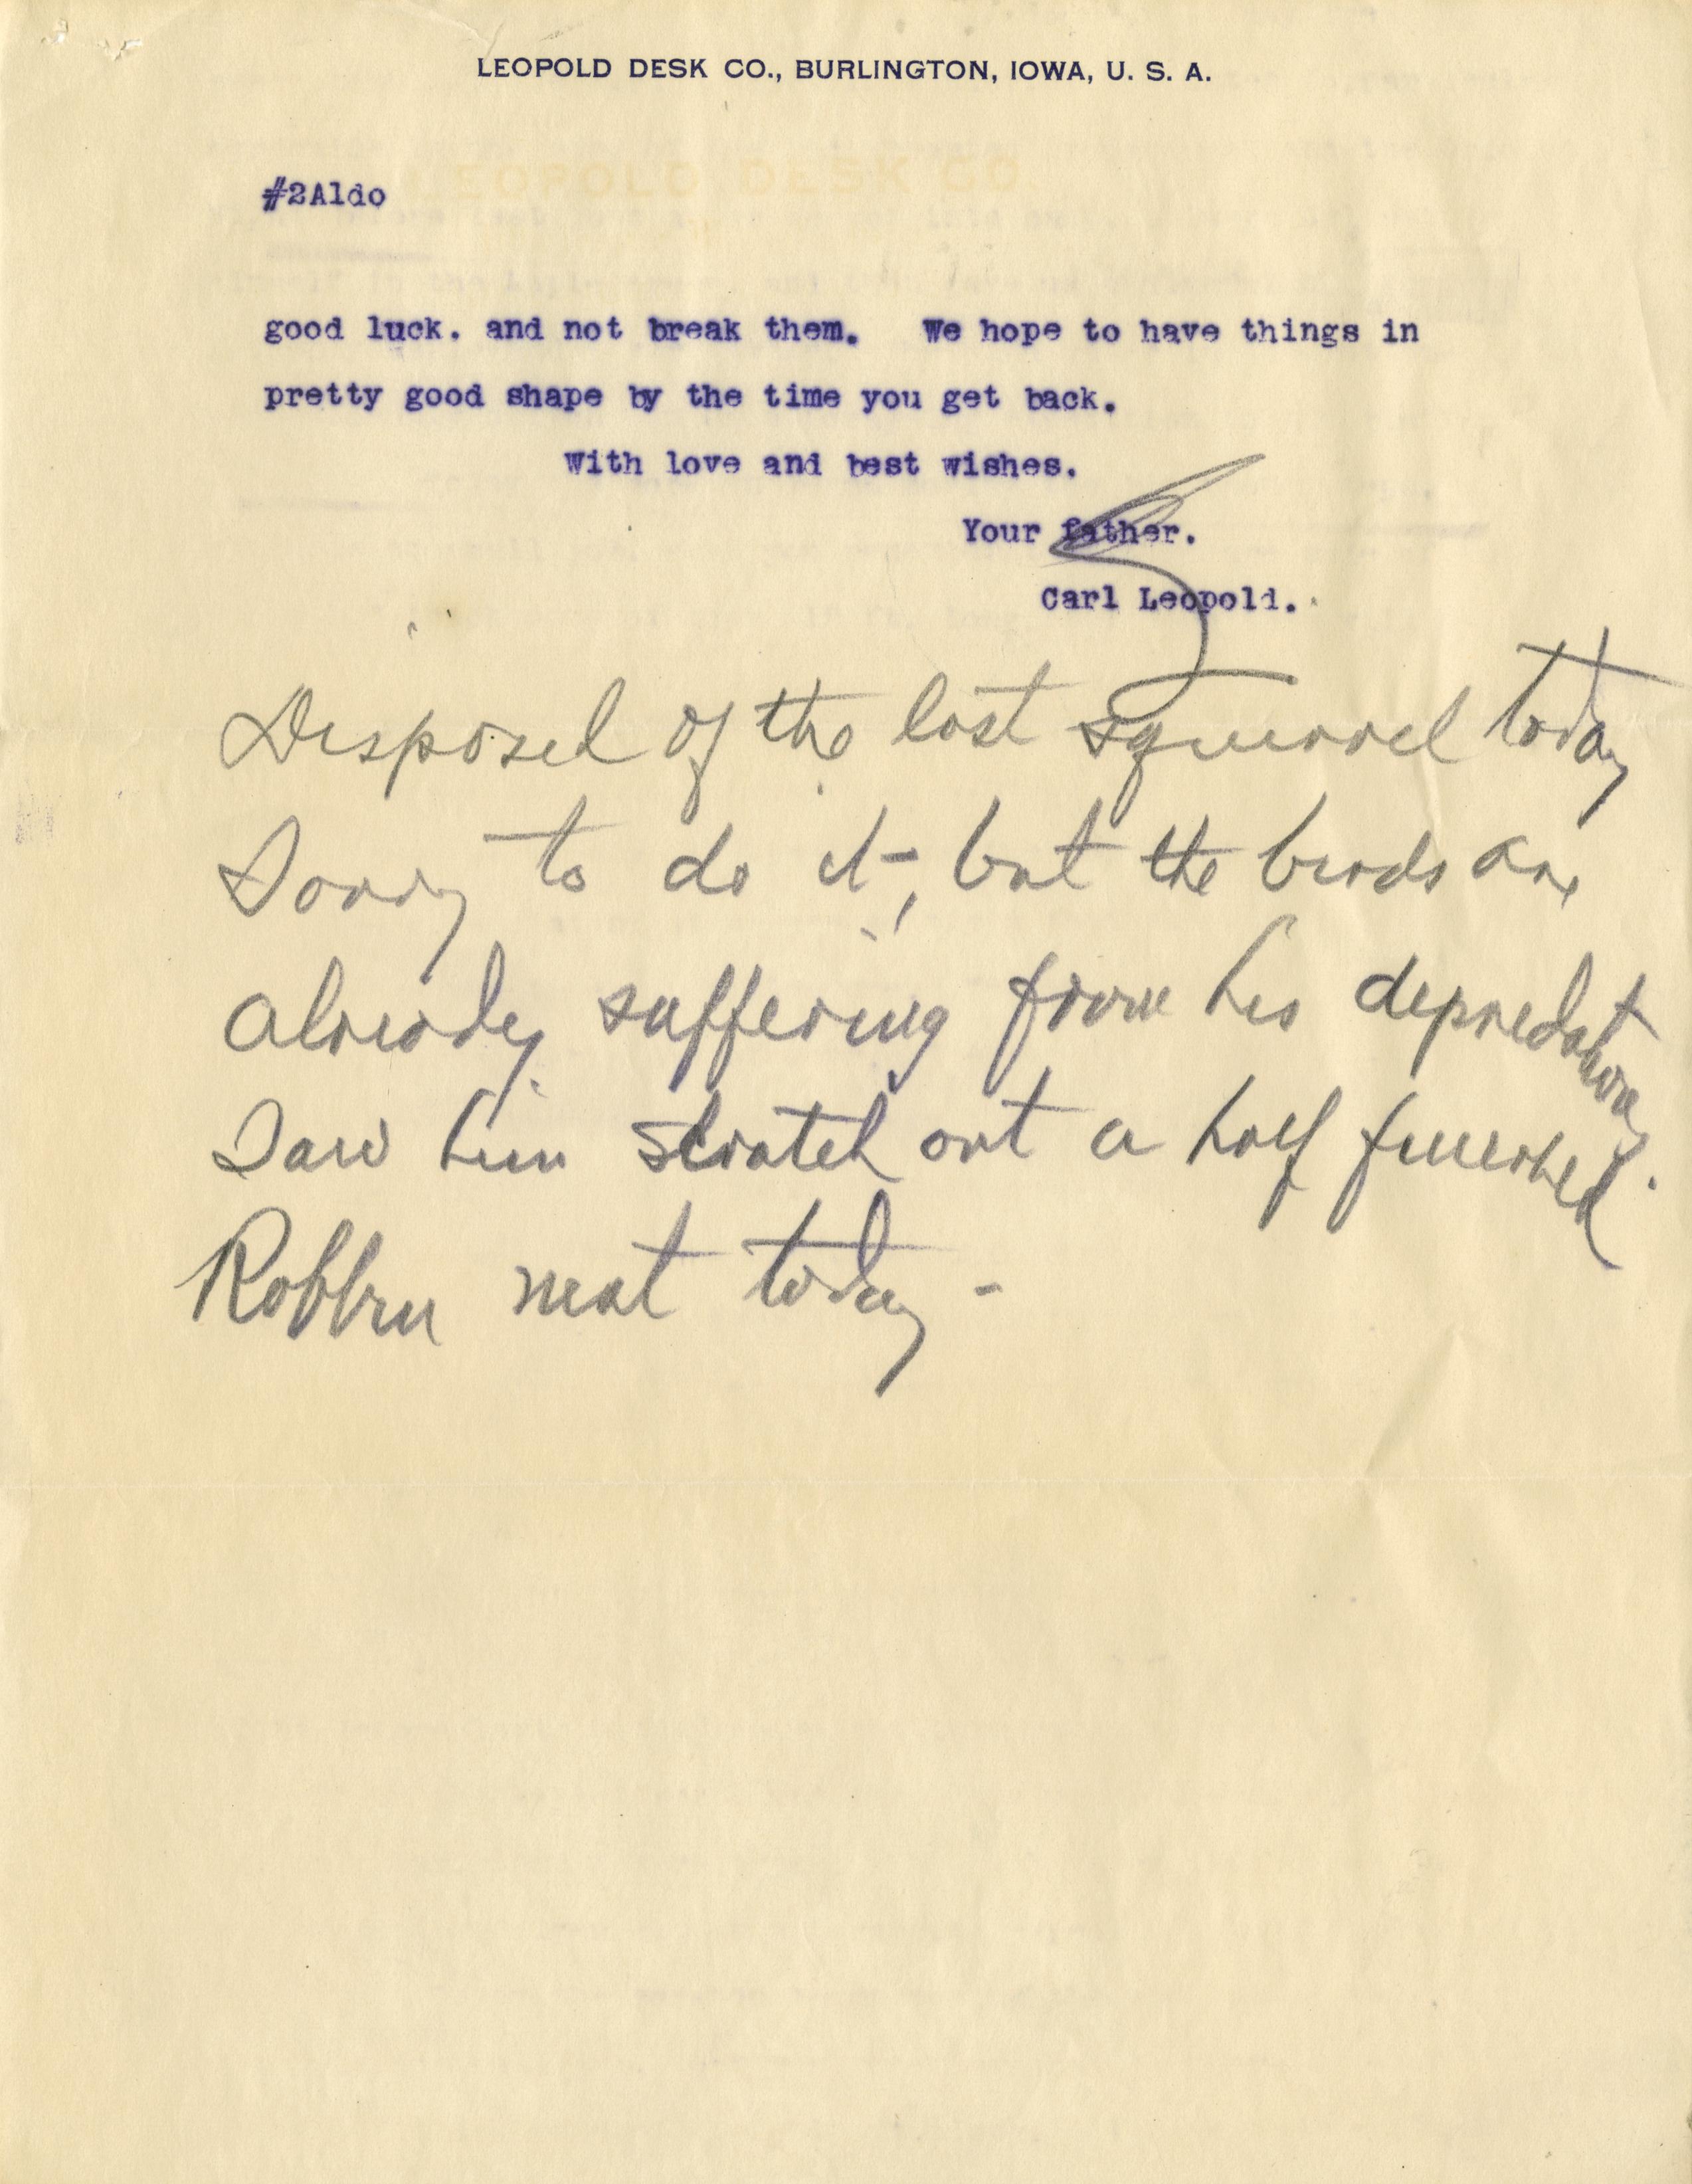 LEOPOLD DESK CO., BURLINGTON, IOWA, U. S. A.
LEOPOLD DESK CO
#2Aldo
good luck. and not break them. We hope to have things in
pretty good shape by the time you get back.
With love and best wishes.
Your father.
Carl Leopold.
Disposed of the last squirrel today
Sorry to do it, but the birds are
already suffering from his depredations.
Saw him scratch out a half finished
Robbin nest today -